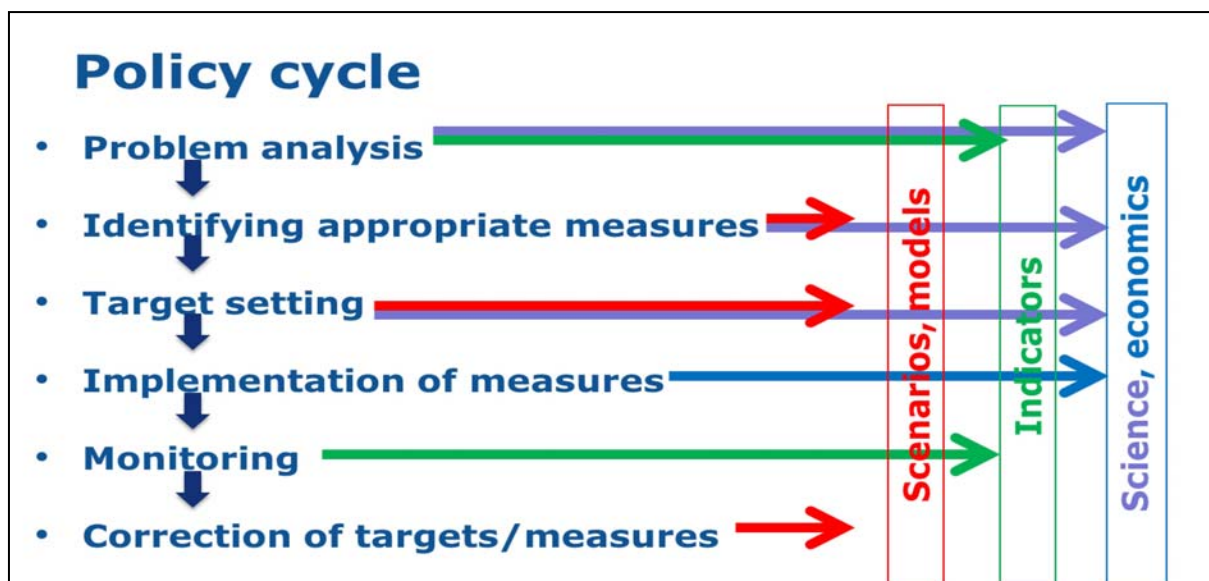 Policy cycle
• Problem analysis
• Identifying appropriate measures
• Target setting
• Implementation of measures
• Monitoring
• Correction of targets/measures
Scenarios, models
Indicators
Science, economics